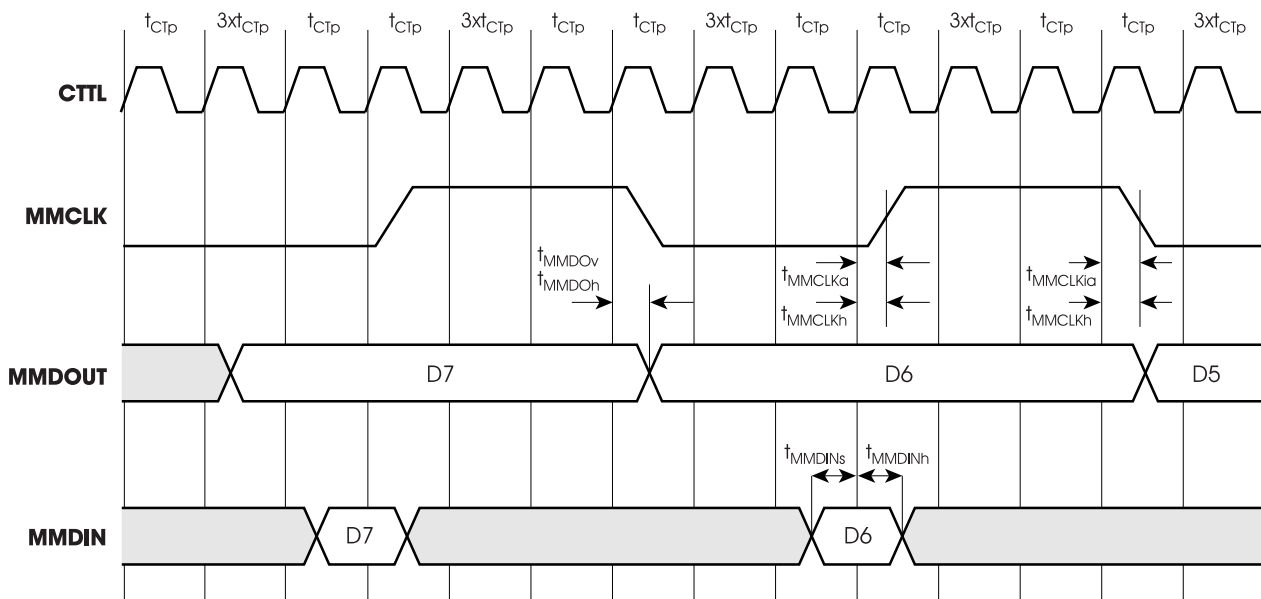 tCTp 3xtCTp tCTp tCTp 3xtCTp tCTp tCTp 3xtCTp tCTp tCTp 3xtCTp tCTp tCTp 3xtCTp
CTTL
MMCLK
tMMDOv
tMMDOh
tMMCLKa
tMMCLKh
tMMCLKia
tMMCLKh
MMDOUT
D7 D6 D5
tMMDINs tMMDINh
MMDIN
D7 D6